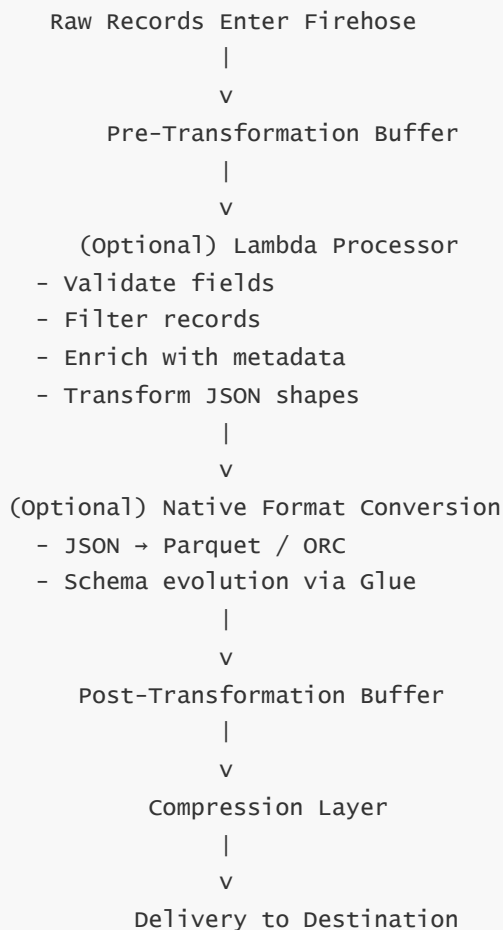 Raw Records Enter Firehose
|
v
Pre-Transformation Buffer
|
v
(Optional) Lambda Processor
- Validate fields
- Filter records
- Enrich with metadata
- Transform JSON shapes
|
v
(Optional) Native Format Conversion
- JSON → Parquet / ORC
- Schema evolution via Glue
|
v
Post-Transformation Buffer
|
v
Compression Layer
|
v
Delivery to Destination